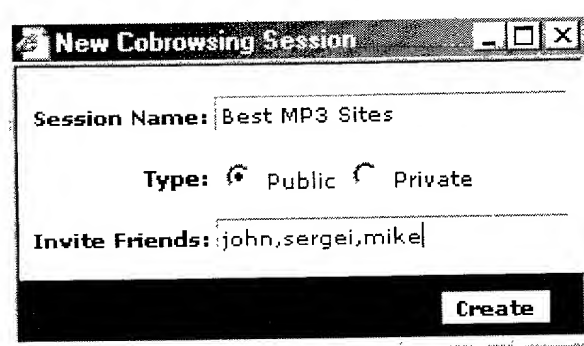 New Cobrowsing Session
Session Name: Best MP3 Sites
Type: Public Private
Invite Friends: john,sergei,mike
Create